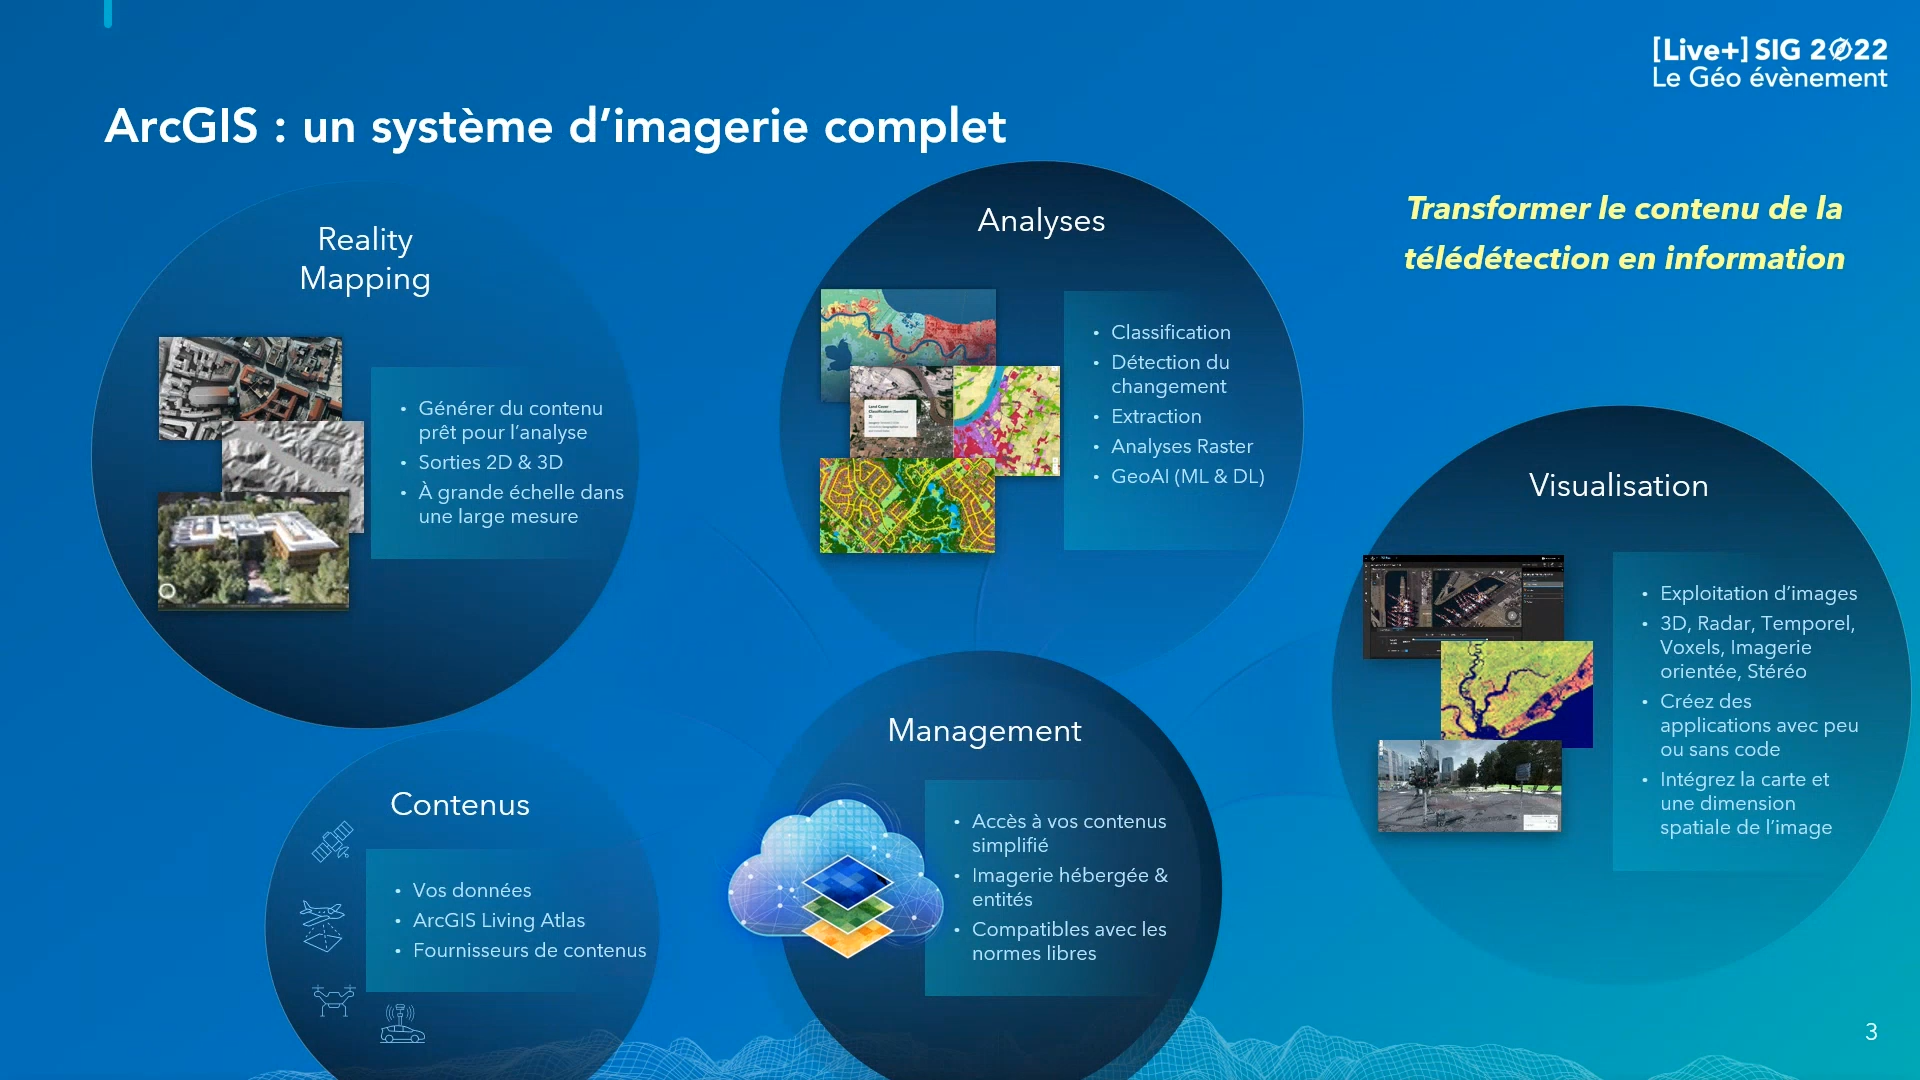 [Live+] SIG 2022
Le Géo évènement
ArcGIS : un système d’imagerie complet
Transformer le contenu de la
télédétection en information
Reality
Mapping
• Générer du contenu
prêt pour l’analyse
• Sorties 2D & 3D
• À grande échelle dans
une large mesure
Analyses
• Classification
• Détection du
changement
• Extraction
• Analyses Raster
• GeoAI (ML & DL)
Visualisation
• Exploitation d’images
• 3D, Radar, Temporel,
Voxels, Imagerie
orientée, Stéréo
• Créez des
applications avec peu
ou sans code
• Intégrez la carte et
une dimension
spatiale de l’image
Contenus
• Vos données
• ArcGIS Living Atlas
• Fournisseurs de contenus
Management
• Accès à vos contenus
simplifié
• Imagerie hébergée &
entités
• Compatibles avec les
normes libres
3